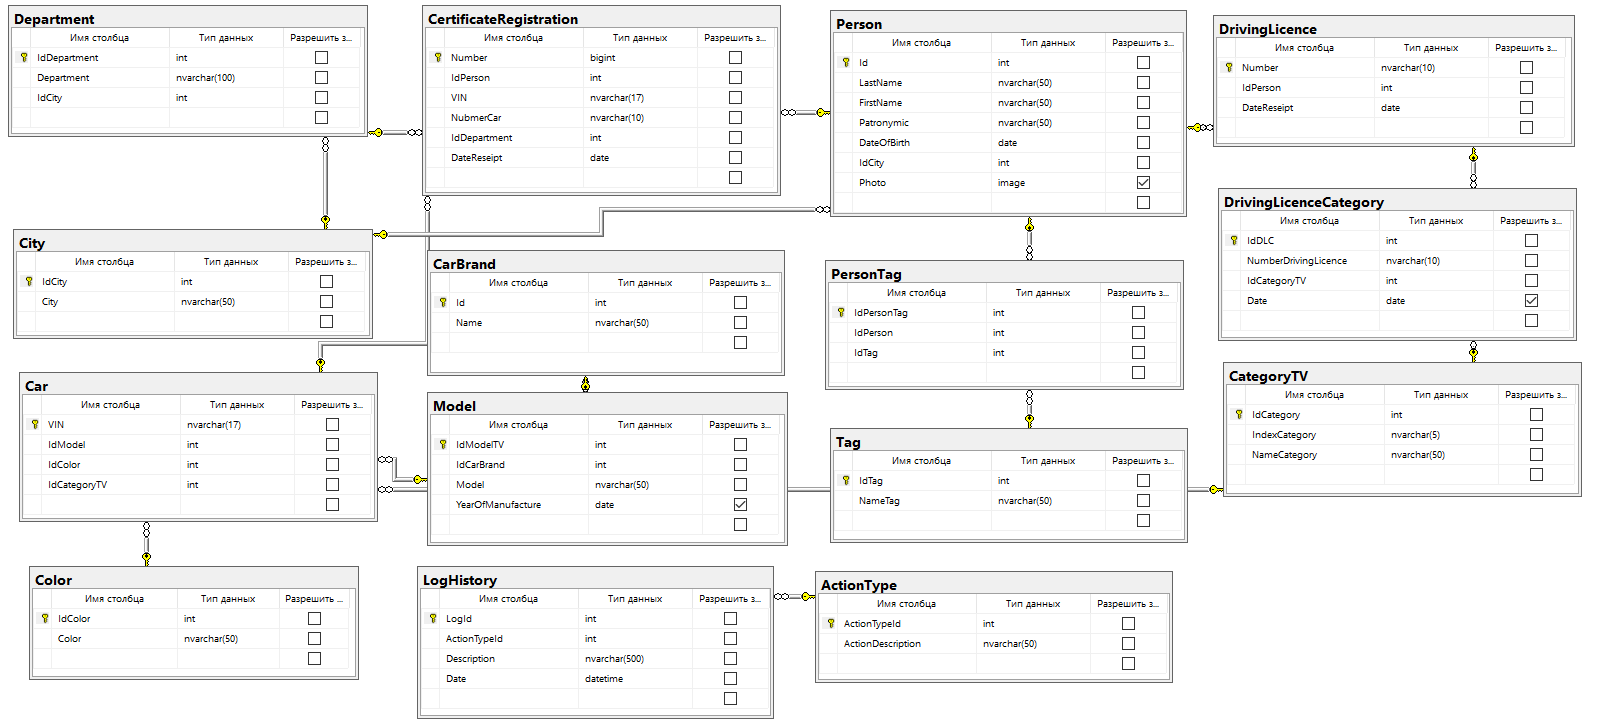 Department
Имя столбца Тип данных Разрешить з...
IdDepartment int
Department nvarchar(100)
IdCity int
CertificateRegistration
Имя столбца Тип данных Разрешить з...
Number bigint
IdPerson int
VIN nvarchar(17)
NubmerCar nvarchar(10)
IdDepartment int
DateReseipt date
Person
Имя столбца Тип данных Разрешить з...
Id int
LastName nvarchar(50)
FirstName nvarchar(50)
Patronymic nvarchar(50)
DateOfBirth date
IdCity int
Photo image
DrivingLicence
Имя столбца Тип данных Разрешить з...
Number nvarchar(10)
IdPerson int
DateReseipt date
DrivingLicenceCategory
Имя столбца Тип данных Разрешить з...
IdDLC int
NumberDrivingLicence nvarchar(10)
IdCategoryTV int
Date date
City
Имя столбца Тип данных Разрешить з...
IdCity int
City nvarchar(50)
CarBrand
Имя столбца Тип данных Разрешить з...
Id int
Name nvarchar(50)
PersonTag
Имя столбца Тип данных Разрешить з...
IdPersonTag int
IdPerson int
IdTag int
CategoryTV
Имя столбца Тип данных Разрешить з...
IdCategory int
IndexCategory nvarchar(5)
NameCategory nvarchar(50)
Car
Имя столбца Тип данных Разрешить з...
VIN nvarchar(17)
IdModel int
IdColor int
IdCategoryTV int
Model
Имя столбца Тип данных Разрешить з...
IdModelTV int
IdCarBrand int
Model nvarchar(50)
YearOfManufacture date
Tag
Имя столбца Тип данных Разрешить з...
IdTag int
NameTag nvarchar(50)
Color
Имя столбца Тип данных Разрешить ...
IdColor int
Color nvarchar(50)
LogHistory
Имя столбца Тип данных Разрешить з...
LogId int
ActionTypeId int
Description nvarchar(500)
Date datetime
ActionType
Имя столбца Тип данных Разрешить з...
ActionTypeId int
ActionDescription nvarchar(50)